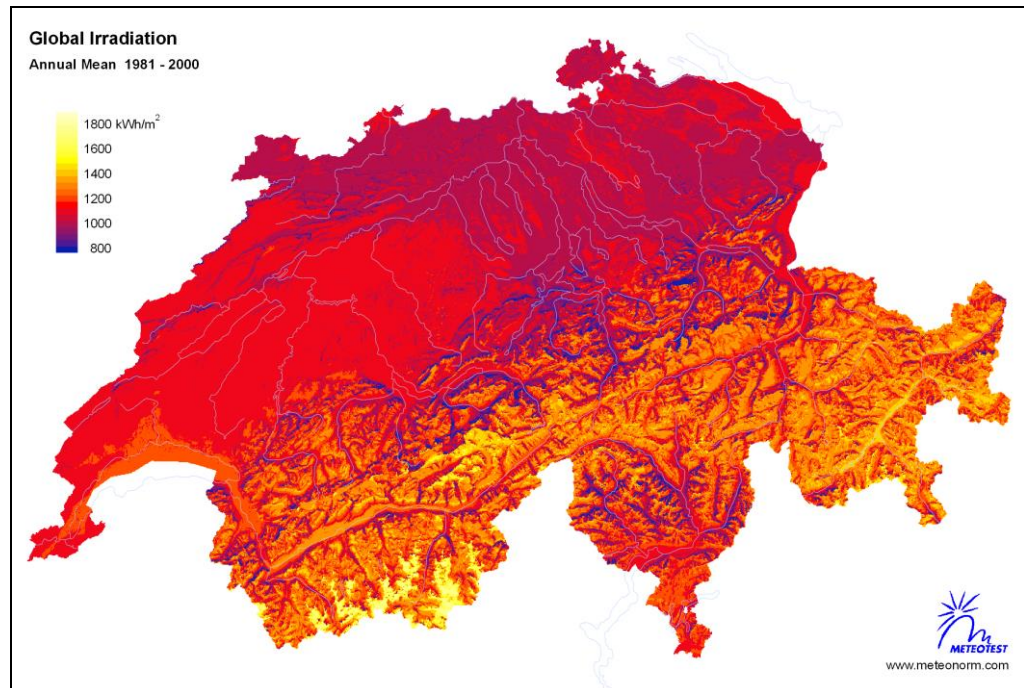 Global Irradiation
Annual Mean 1981 - 2000
1800 kWh/m²
1600
1400
1200
1000
800
METEOTEST
www.meteonorm.com